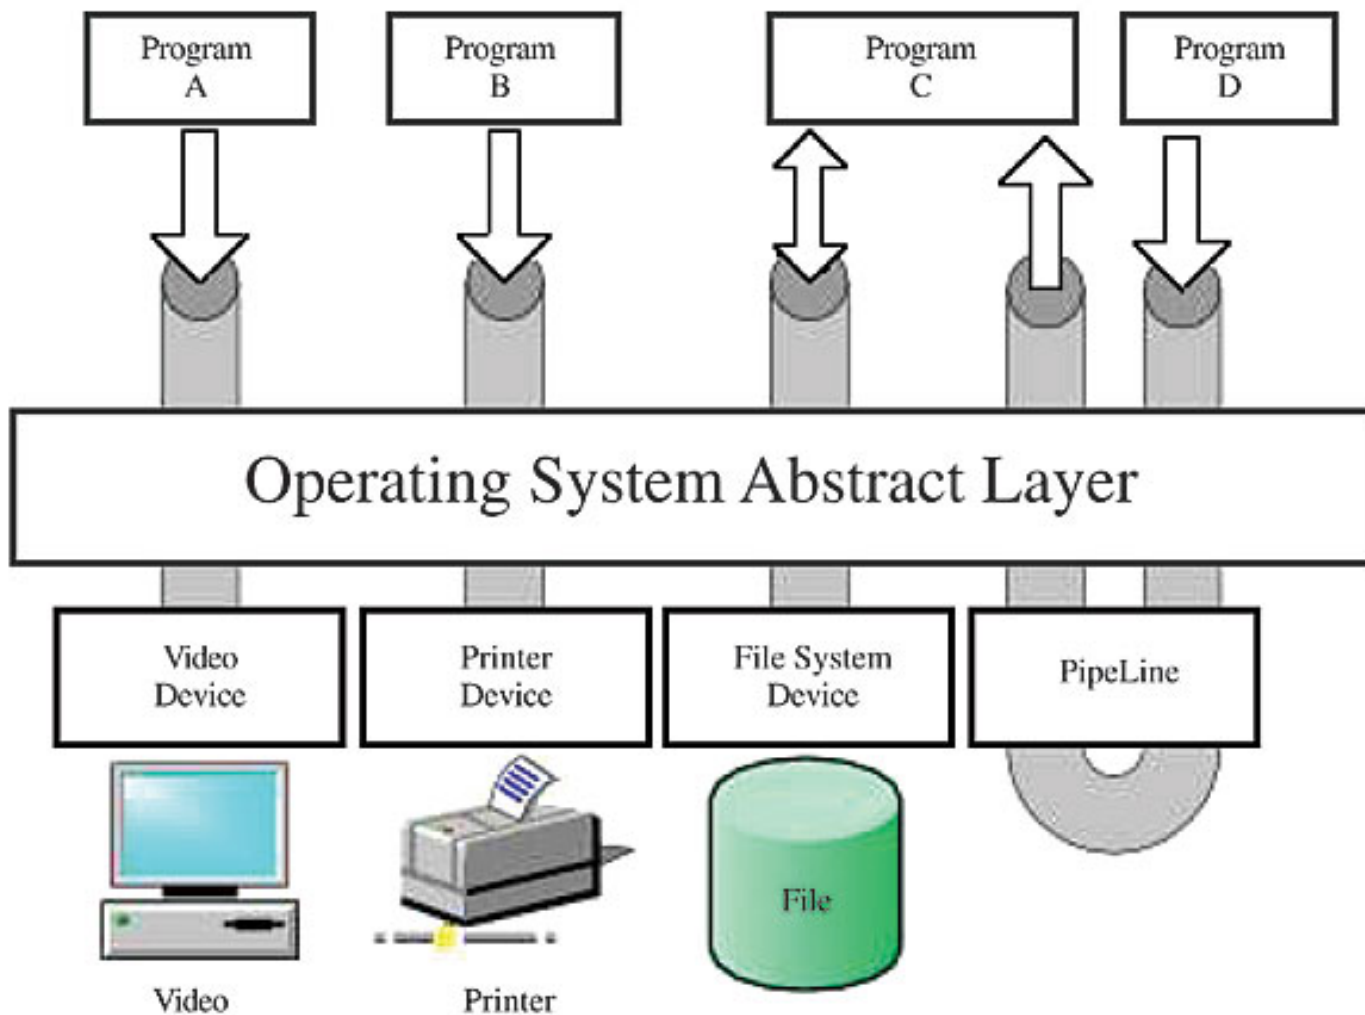 Program
A
Program
B
Program
C
Program
D
Operating System Abstract Layer
Video
Device
Printer
Device
File System
Device
PipeLine
File
Video
Printer